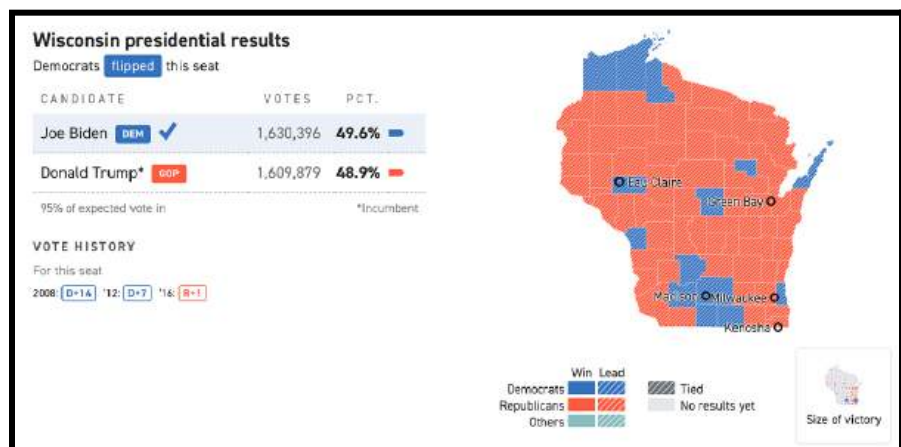 Wisconsin presidential results
Democrats flipped this seat
CANDIDATE VOTES PCT.
Joe Biden DEM 1,630,396 49.6%
Donald Trump* GOP 1,609,879 48.9%
95% of expected vote in *Incumbent
VOTE HISTORY
For this seat
2008: D+14 '12: D+7 '16: R+1
Eau Claire
Green Bay
Madison Milwaukee
Kenosha
Win Lead
Democrats Tied
Republicans No results yet
Others
Size of victory